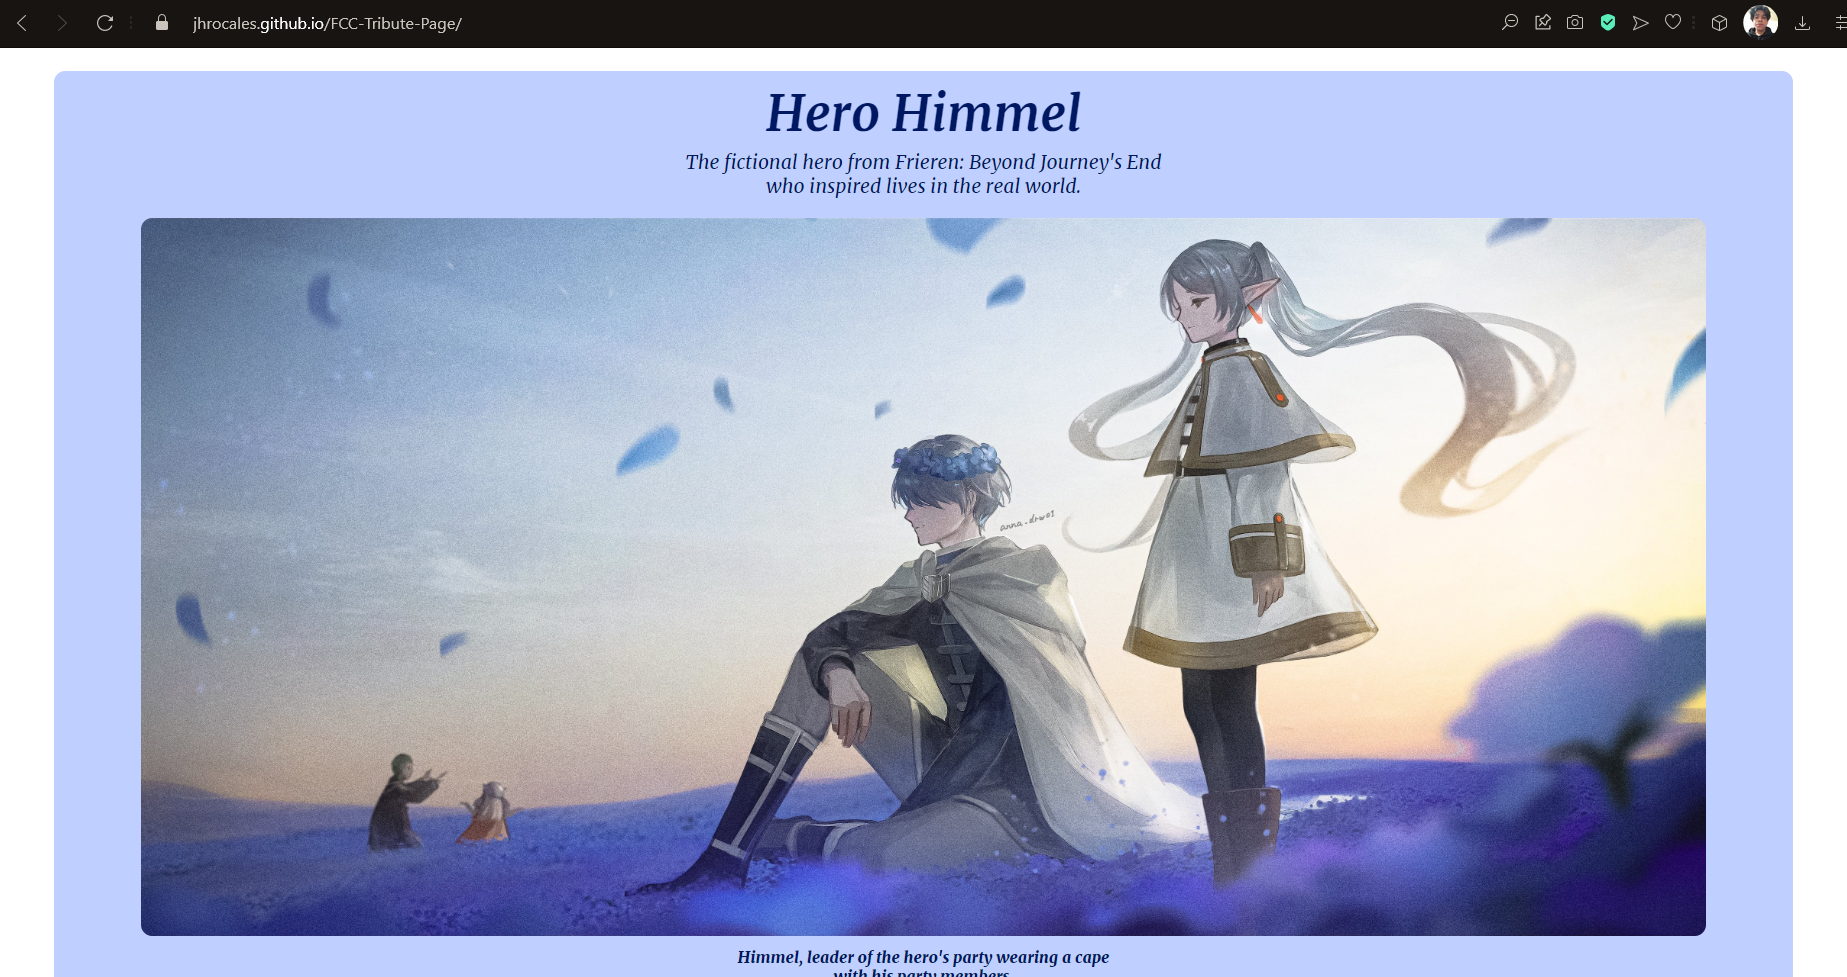 jhrocales.github.io/FCC-Tribute-Page/
Hero Himmel
The fictional hero from Frieren: Beyond Journey's End
who inspired lives in the real world.
anna.drw01
Himmel, leader of the hero's party wearing a cape
with his party members